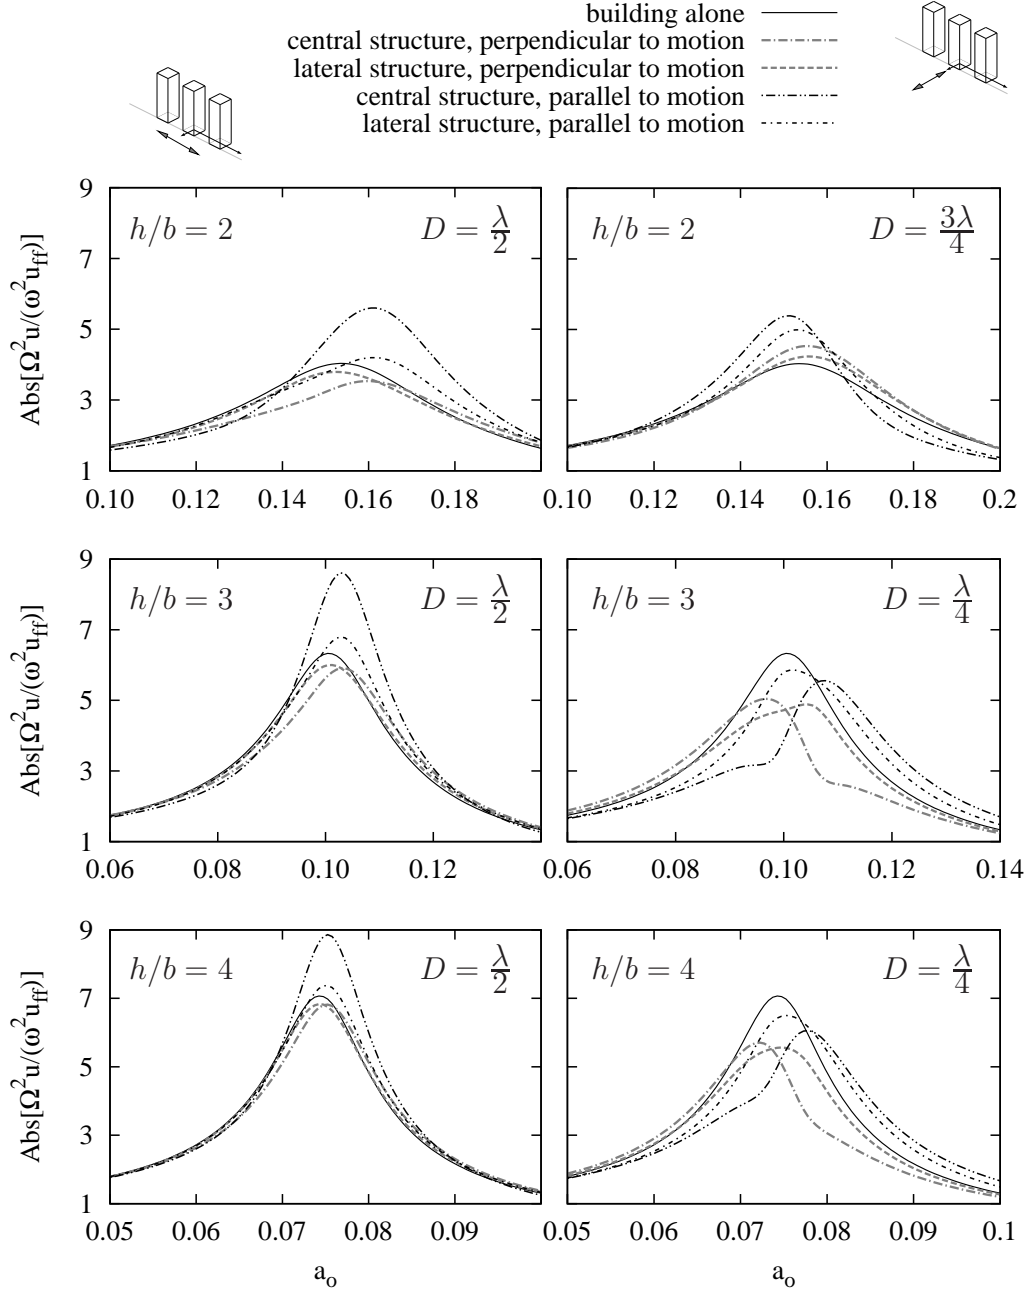 building alone
central structure, perpendicular to motion
lateral structure, perpendicular to motion
central structure, parallel to motion
lateral structure, parallel to motion
9
7
5
3
1
Abs[Ω²u/(ω²u_ff)]
h/b = 2
D = λ/2
0.10
0.12
0.14
0.16
0.18
h/b = 2
D = 3λ/4
0.10
0.12
0.14
0.16
0.18
0.2
9
7
5
3
1
Abs[Ω²u/(ω²u_ff)]
h/b = 3
D = λ/2
0.06
0.08
0.10
0.12
h/b = 3
D = λ/4
0.06
0.08
0.10
0.12
0.14
9
7
5
3
1
Abs[Ω²u/(ω²u_ff)]
h/b = 4
D = λ/2
0.05
0.06
0.07
0.08
0.09
a_o
h/b = 4
D = λ/4
0.05
0.06
0.07
0.08
0.09
0.1
a_o